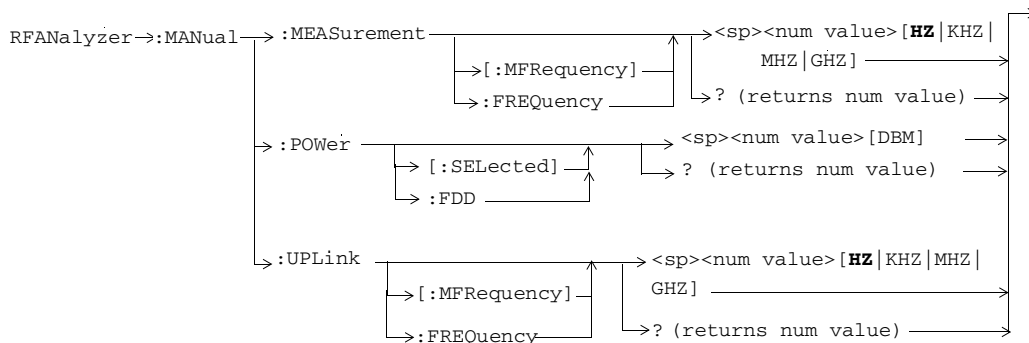 RFANalyzer :MANual :MEASurement <sp><num value>[HZ|KHZ|
[:MFRequency] MHZ|GHZ]
:FREQuency ? (returns num value)
:POWer <sp><num value>[DBM]
[:SELected] ? (returns num value)
:FDD
:UPLink <sp><num value>[HZ|KHZ|MHZ|
[:MFRequency] GHZ]
:FREQuency ? (returns num value)